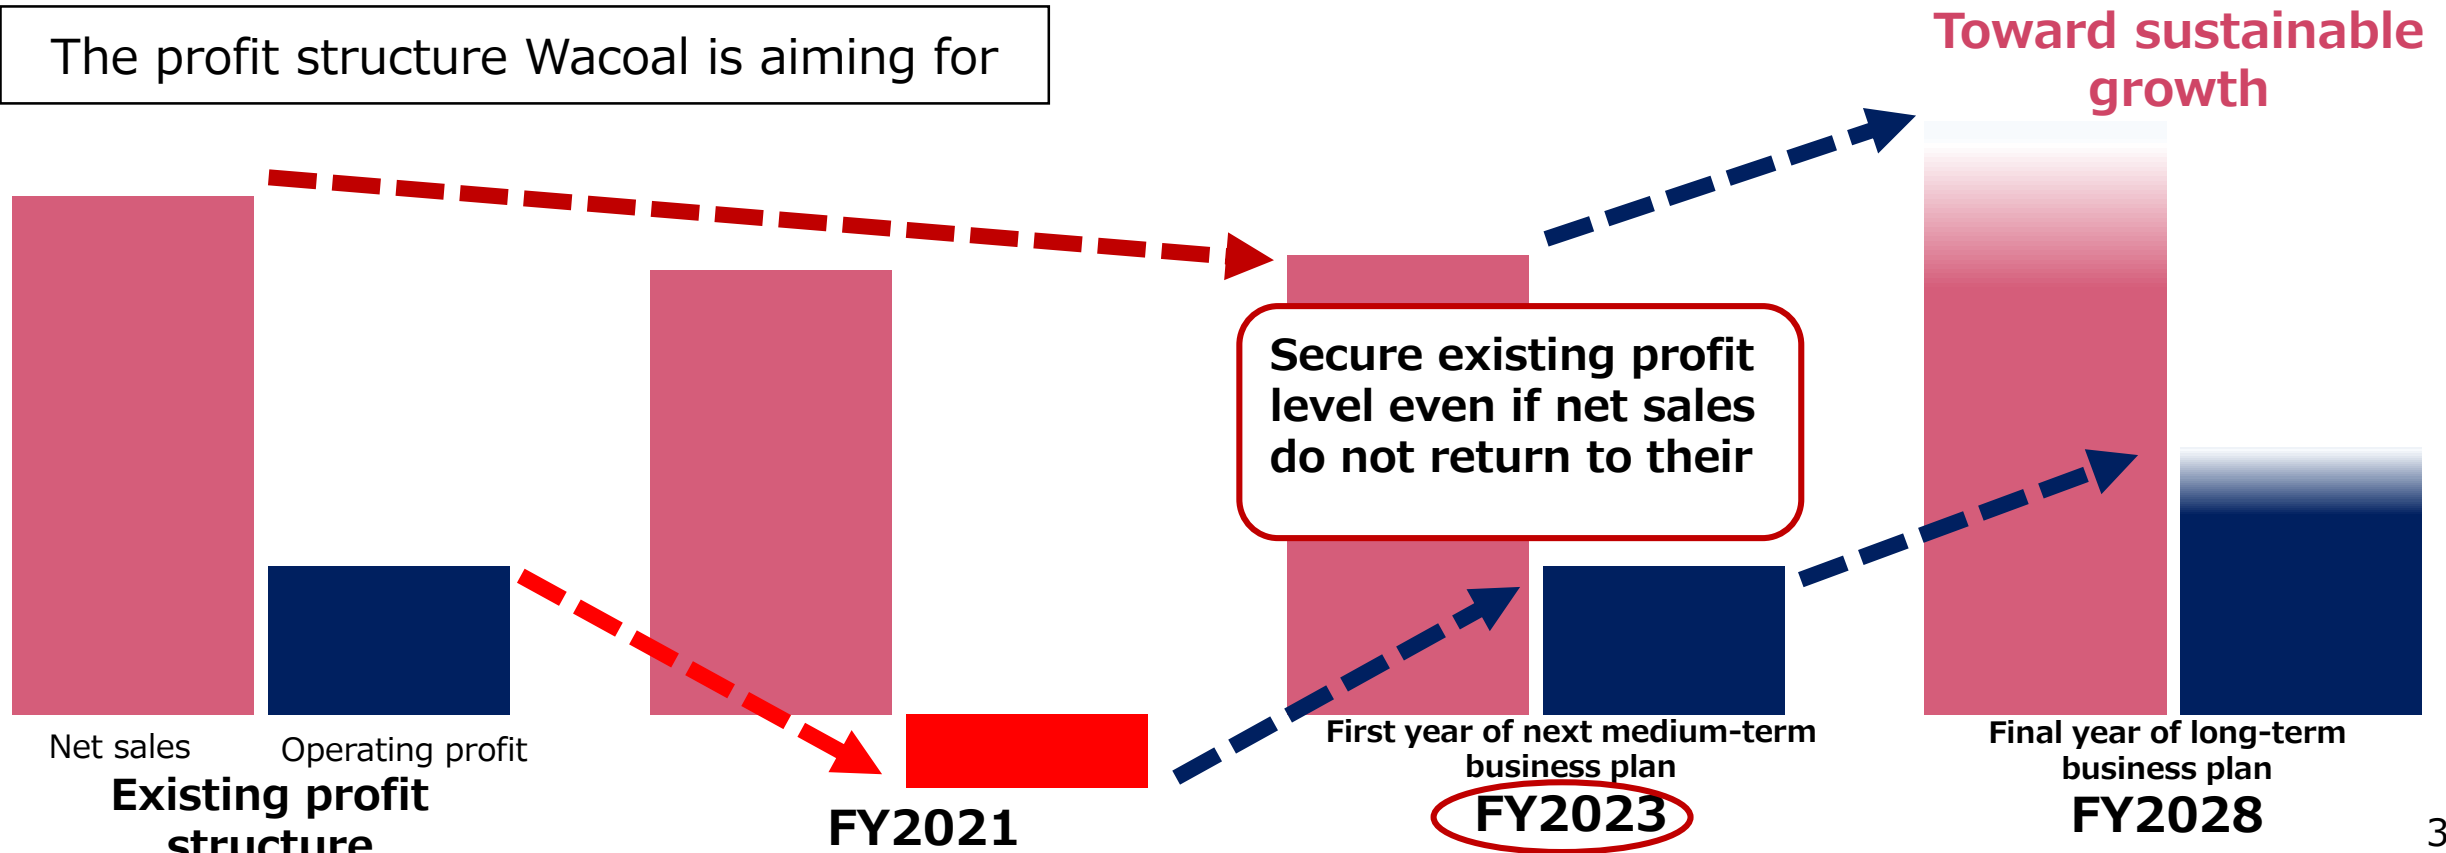 The profit structure Wacoal is aiming for
Toward sustainable
growth
Secure existing profit
level even if net sales
do not return to their
Net sales
Operating profit
Existing profit
structure
FY2021
First year of next medium-term
business plan
FY2023
Final year of long-term
business plan
FY2028
3